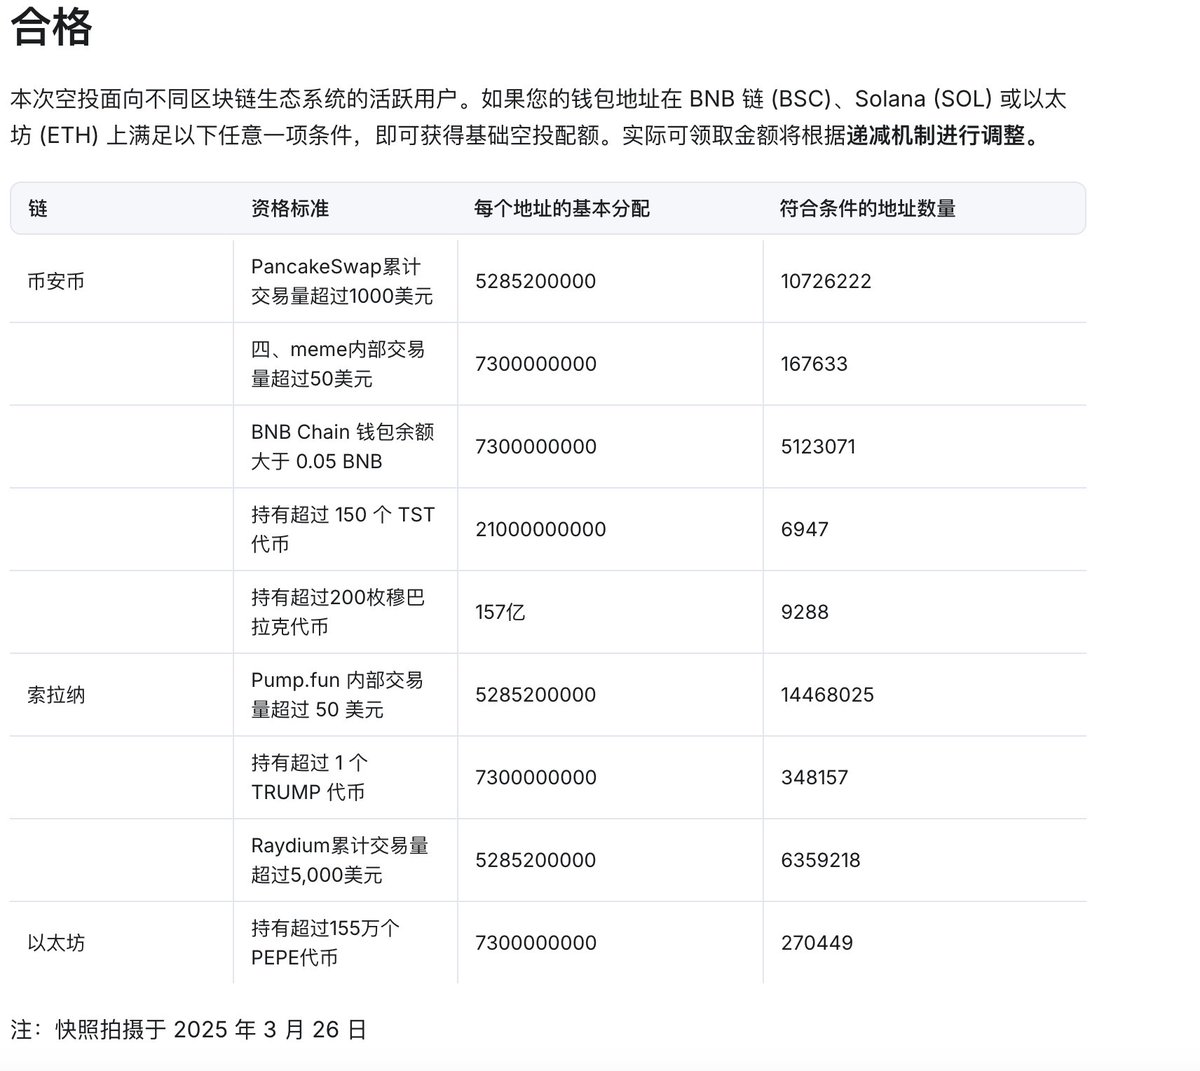 合格
本次空投面向不同区块链生态系统的活跃用户。如果您的钱包地址在 BNB 链 (BSC)、Solana (SOL) 或以太
坊 (ETH) 上满足以下任意一项条件，即可获得基础空投配额。实际可领取金额将根据递减机制进行调整。
链 资格标准 每个地址的基本分配 符合条件的地址数量
币安币 PancakeSwap累计 5285200000 10726222
交易量超过1000美元
四、meme内部交易 7300000000 167633
量超过50美元
BNB Chain 钱包余额 7300000000 5123071
大于 0.05 BNB
持有超过 150 个 TST 21000000000 6947
代币
持有超过200枚穆巴 157亿 9288
拉克代币
索拉纳 Pump.fun 内部交易 5285200000 14468025
量超过 50 美元
持有超过 1 个 7300000000 348157
TRUMP 代币
Raydium累计交易量 5285200000 6359218
超过5,000美元
以太坊 持有超过155万个 7300000000 270449
PEPE代币
注：快照拍摄于 2025 年 3 月 26 日